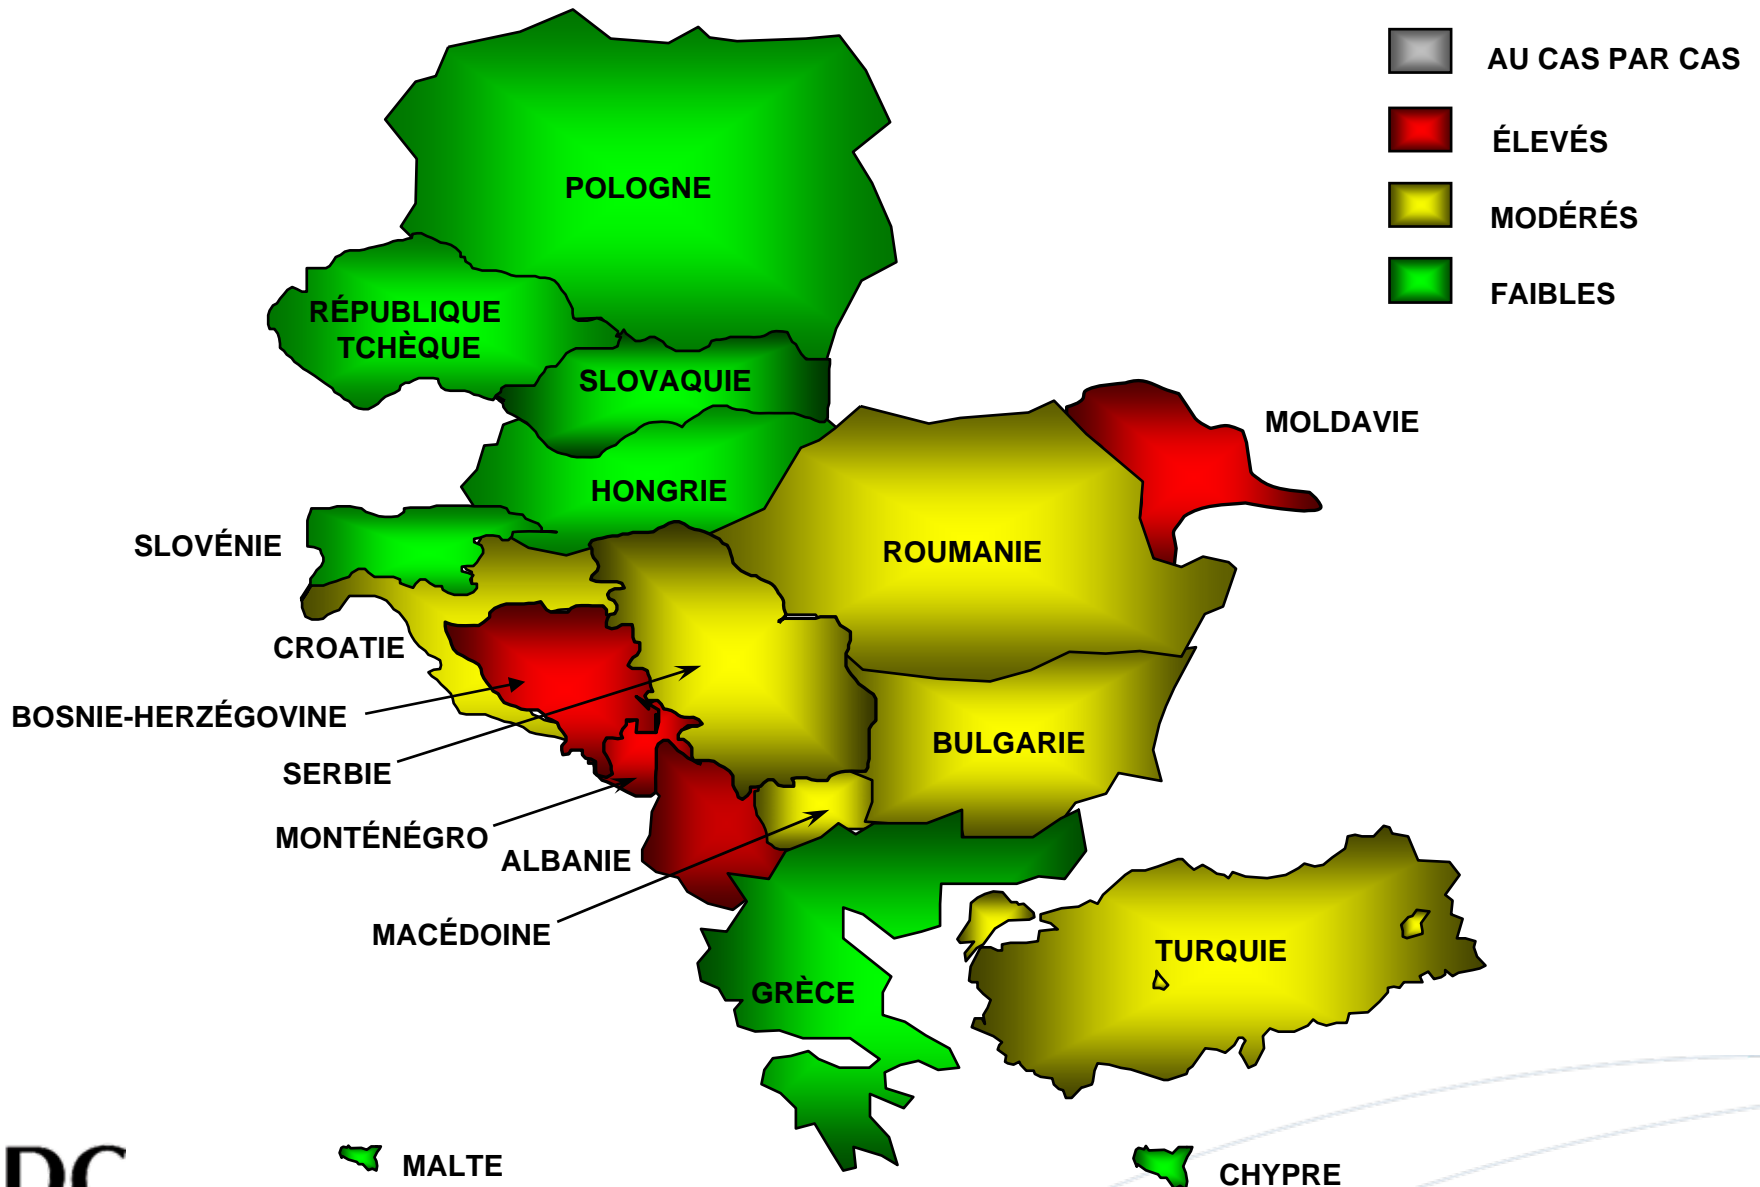 AU CAS PAR CAS
ÉLEVÉS
MODÉRÉS
FAIBLES
POLOGNE
RÉPUBLIQUE
TCHÈQUE
SLOVAQUIE
MOLDAVIE
HONGRIE
SLOVÉNIE
ROUMANIE
CROATIE
BOSNIE-HERZÉGOVINE
SERBIE
BULGARIE
MONTÉNÉGRO
ALBANIE
MACÉDOINE
TURQUIE
GRÈCE
MALTE
CHYPRE
DC